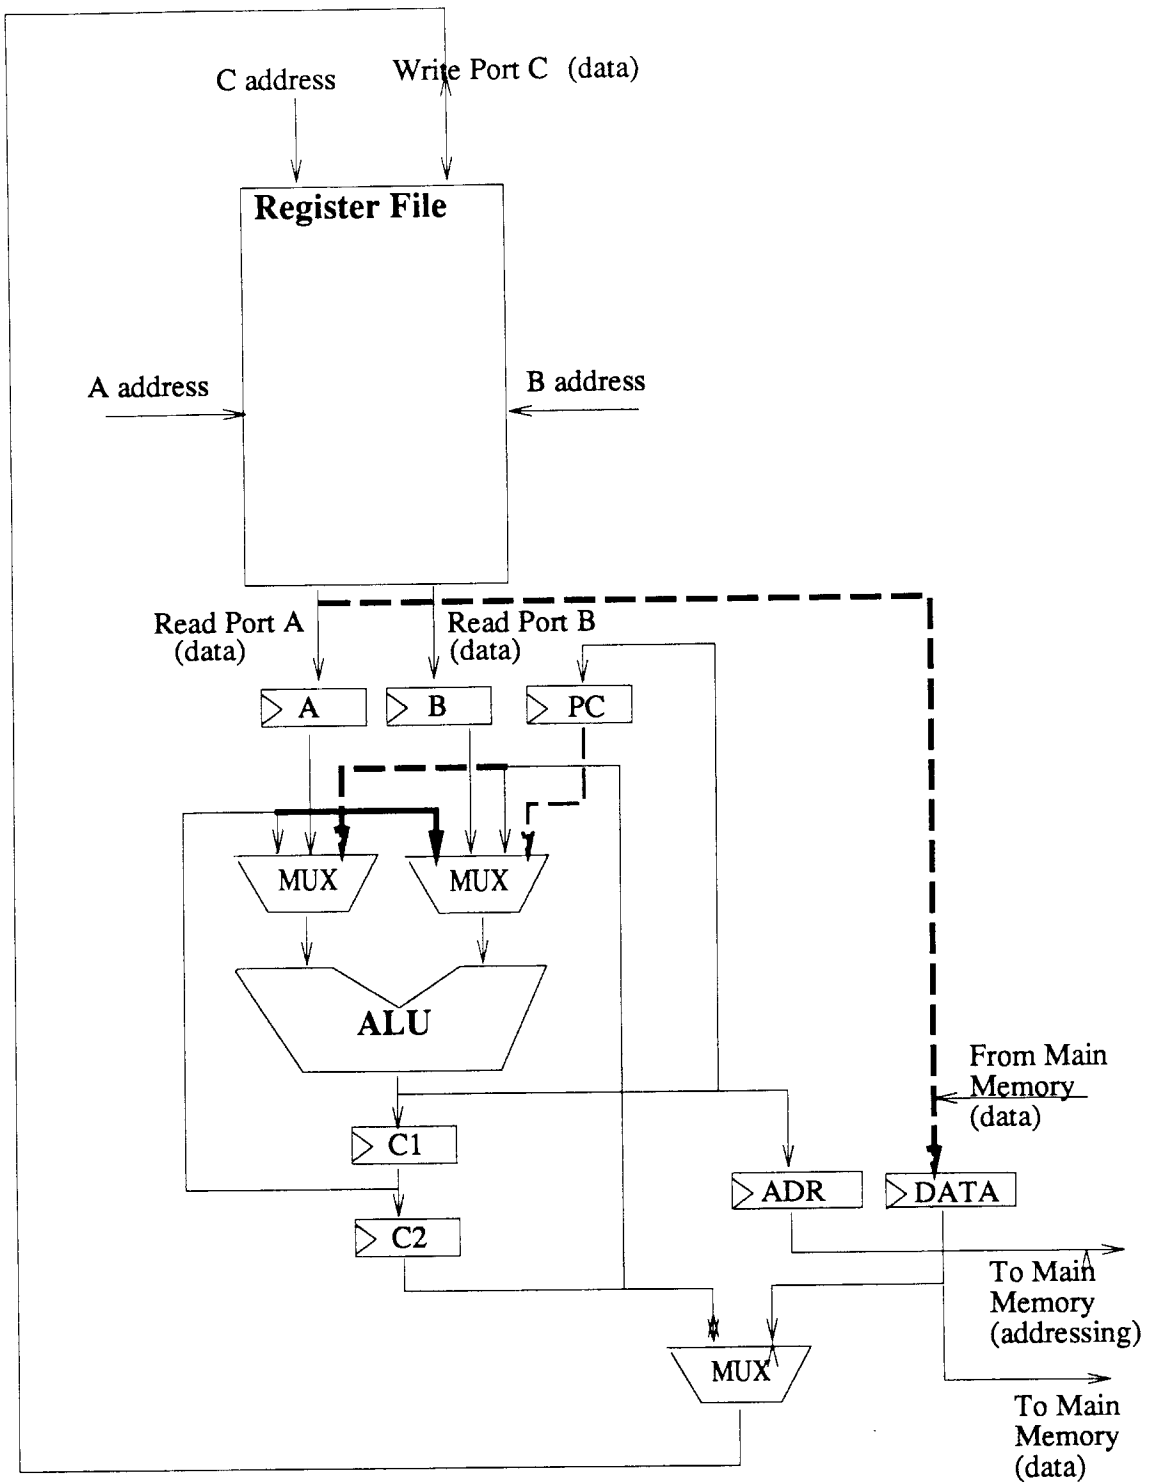 C address
Write Port C (data)
Register File
A address
B address
Read Port A
(data)
Read Port B
(data)
A
B
PC
MUX
MUX
ALU
From Main
Memory
(data)
C1
ADR
DATA
C2
To Main
Memory
(addressing)
MUX
To Main
Memory
(data)